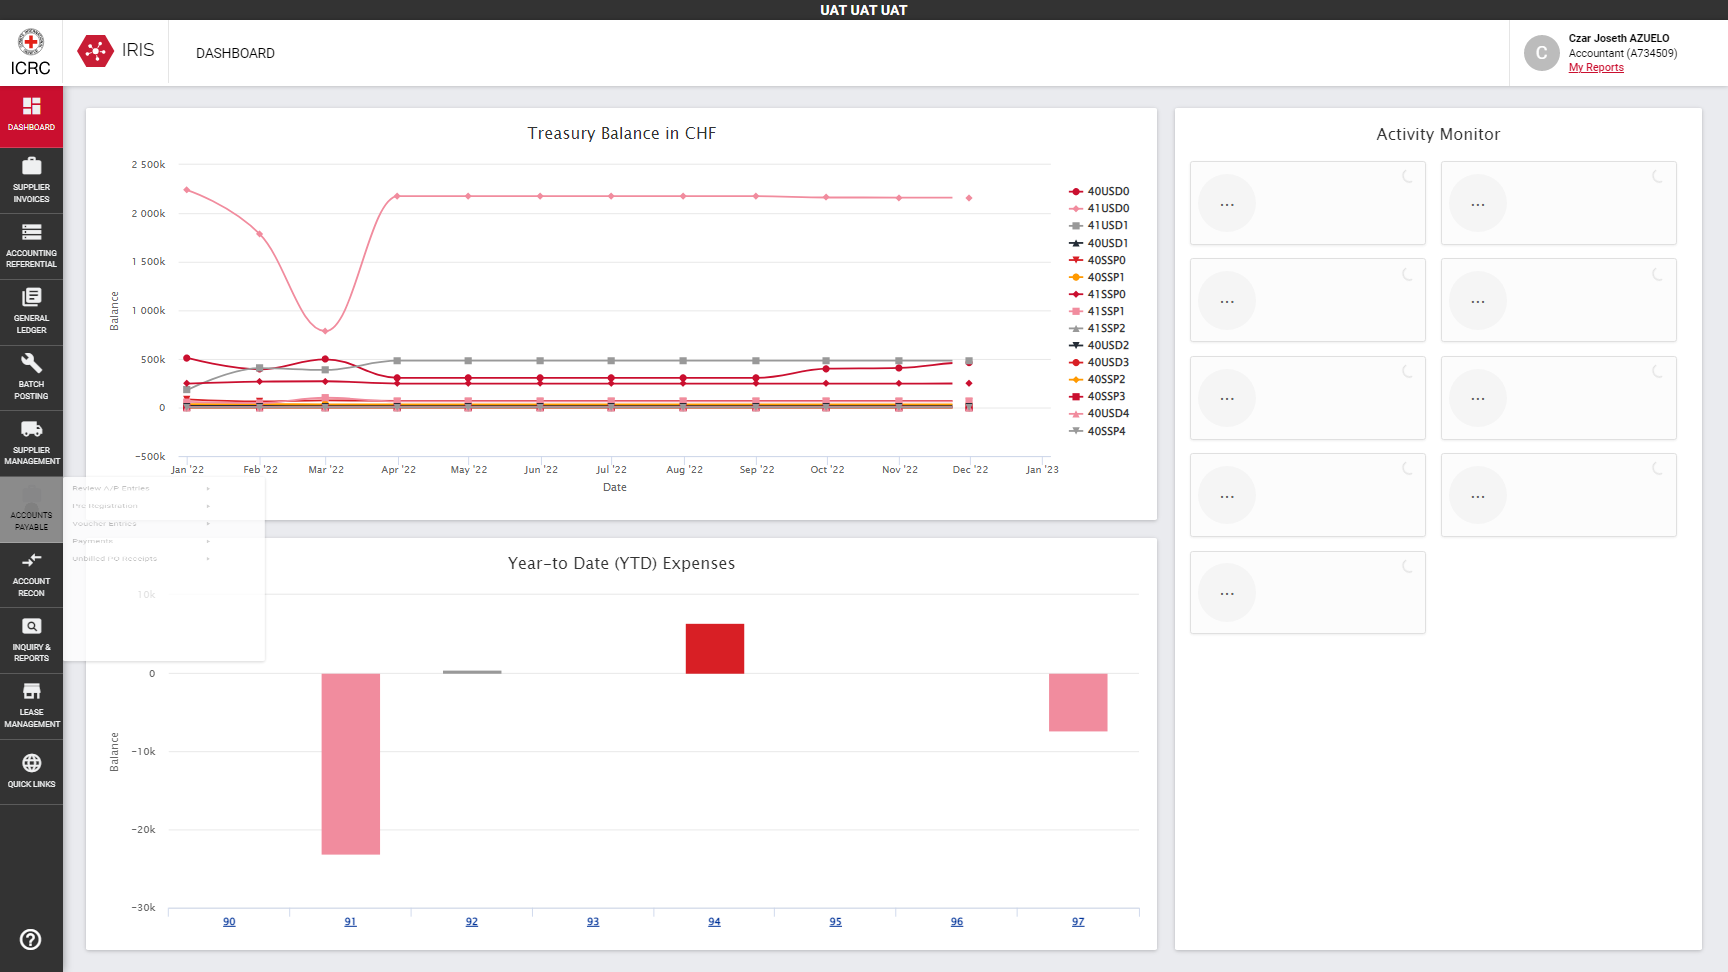 UAT UAT UAT
ICRC
IRIS
DASHBOARD
C
Czar Joseth AZUELO
Accountant (A734509)
My Reports
DASHBOARD
SUPPLIER
INVOICES
ACCOUNTING
REFERENTIAL
GENERAL
LEDGER
BATCH
POSTING
SUPPLIER
MANAGEMENT
ACCOUNTS
PAYABLE
ACCOUNT
RECON
INQUIRY &
REPORTS
LEASE
MANAGEMENT
QUICK LINKS
Review A/P Entries
Pre Registration
Voucher Entries
Payments
Unbilled PO Receipts
Treasury Balance in CHF
Balance
2 500k
2 000k
1 500k
1 000k
500k
0
−500k
Jan '22
Feb '22
Mar '22
Apr '22
May '22
Jun '22
Jul '22
Aug '22
Sep '22
Oct '22
Nov '22
Dec '22
Jan '23
Date
40USD0
41USD0
41USD1
40USD1
40SSP0
40SSP1
41SSP0
41SSP1
41SSP2
40USD2
40USD3
40SSP2
40SSP3
40USD4
40SSP4
Year-to Date (YTD) Expenses
Balance
10k
0
−10k
−20k
−30k
90
91
92
93
94
95
96
97
Activity Monitor
...
...
...
...
...
...
...
...
...